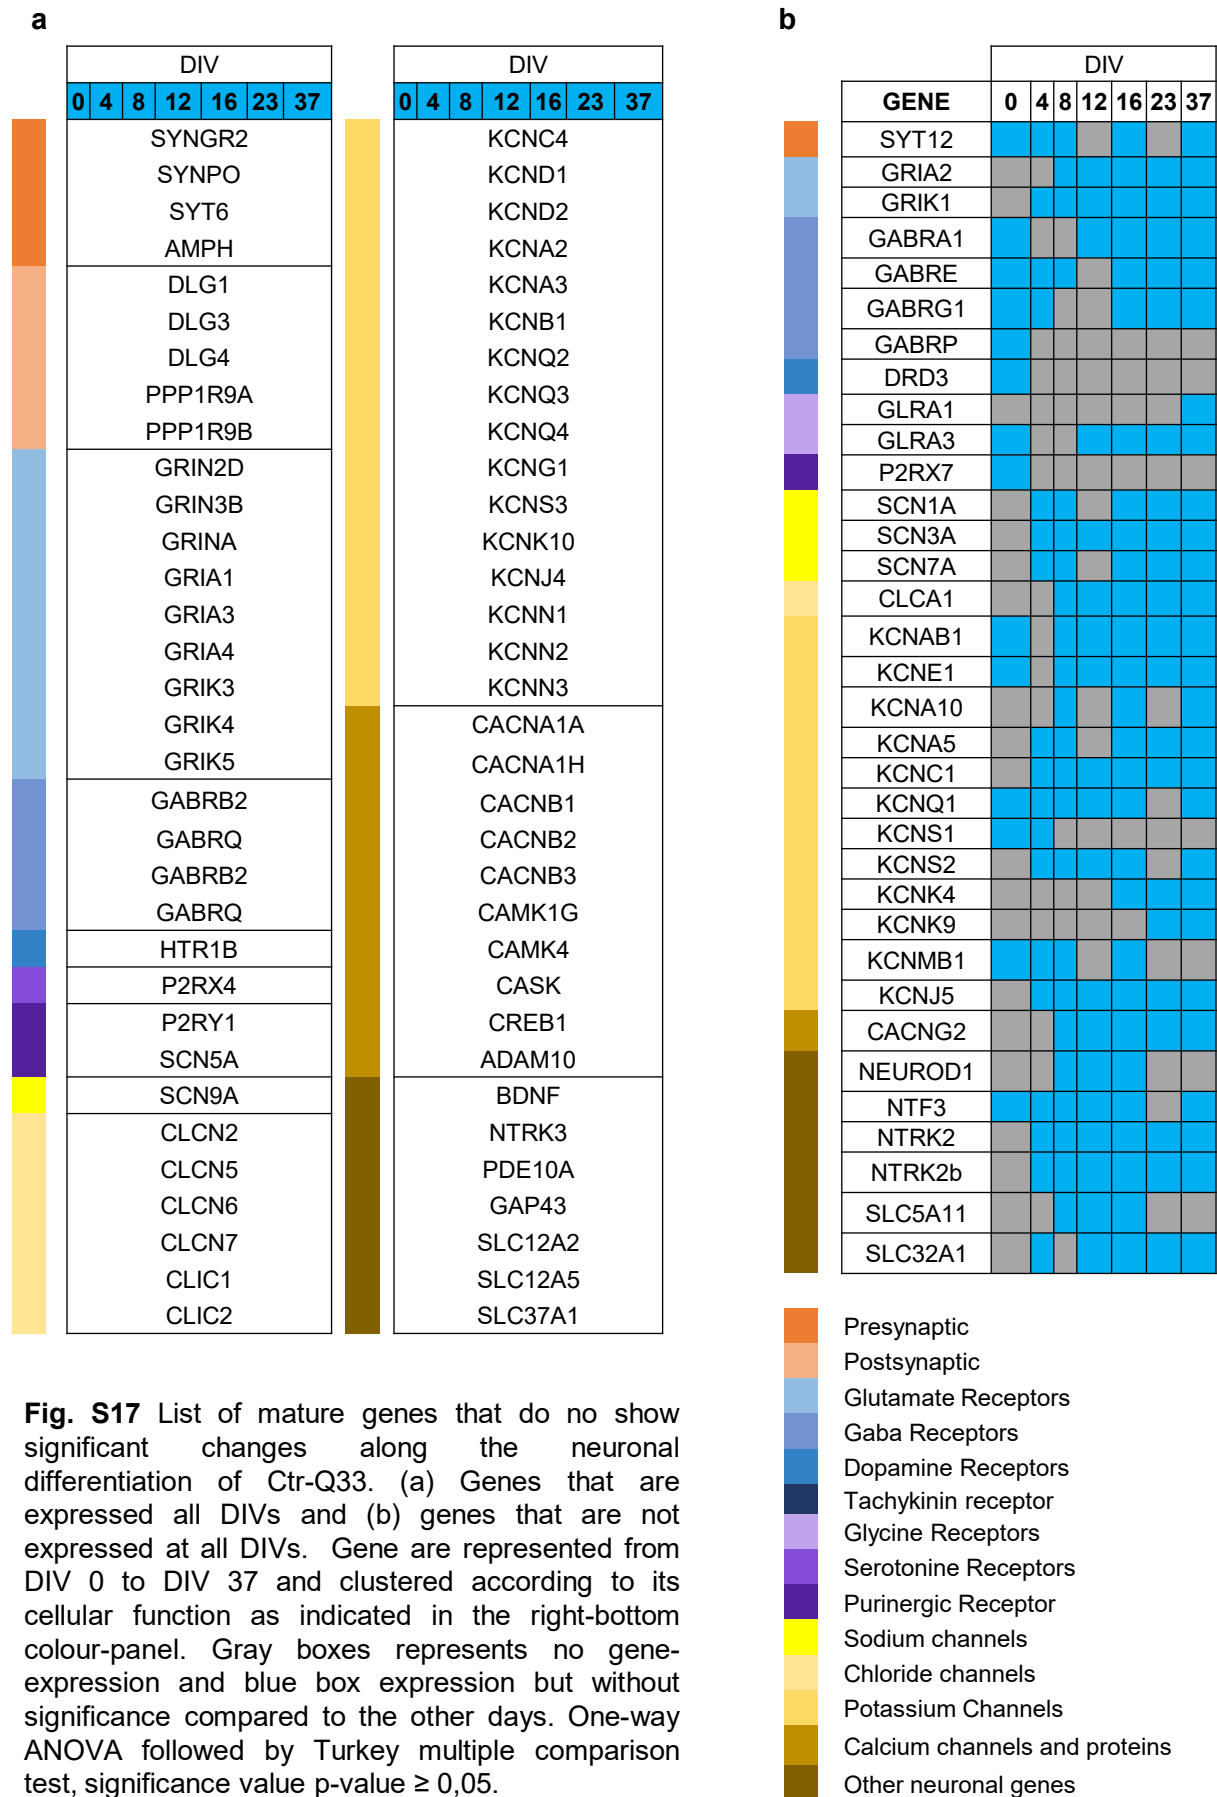 a
DIV
0 4 8 12 16 23 37
SYNGR2
SYNPO
SYT6
AMPH
DLG1
DLG3
DLG4
PPP1R9A
PPP1R9B
GRIN2D
GRIN3B
GRINA
GRIA1
GRIA3
GRIA4
GRIK3
GRIK4
GRIK5
GABRB2
GABRQ
GABRB2
GABRQ
HTR1B
P2RX4
P2RY1
SCN5A
SCN9A
CLCN2
CLCN5
CLCN6
CLCN7
CLIC1
CLIC2
DIV
0 4 8 12 16 23 37
KCNC4
KCND1
KCND2
KCNA2
KCNA3
KCNB1
KCNQ2
KCNQ3
KCNQ4
KCNG1
KCNS3
KCNK10
KCNJ4
KCNN1
KCNN2
KCNN3
CACNA1A
CACNA1H
CACNB1
CACNB2
CACNB3
CAMK1G
CAMK4
CASK
CREB1
ADAM10
BDNF
NTRK3
PDE10A
GAP43
SLC12A2
SLC12A5
SLC37A1
b
DIV
GENE 0 4 8 12 16 23 37
SYT12
GRIA2
GRIK1
GABRA1
GABRE
GABRG1
GABRP
DRD3
GLRA1
GLRA3
P2RX7
SCN1A
SCN3A
SCN7A
CLCA1
KCNAB1
KCNE1
KCNA10
KCNA5
KCNC1
KCNQ1
KCNS1
KCNS2
KCNK4
KCNK9
KCNMB1
KCNJ5
CACNG2
NEUROD1
NTF3
NTRK2
NTRK2b
SLC5A11
SLC32A1
Presynaptic
Postsynaptic
Glutamate Receptors
Gaba Receptors
Dopamine Receptors
Tachykinin receptor
Glycine Receptors
Serotonine Receptors
Purinergic Receptor
Sodium channels
Chloride channels
Potassium Channels
Calcium channels and proteins
Other neuronal genes
Fig. S17 List of mature genes that do no show
significant changes along the neuronal
differentiation of Ctr-Q33. (a) Genes that are
expressed all DIVs and (b) genes that are not
expressed at all DIVs. Gene are represented from
DIV 0 to DIV 37 and clustered according to its
cellular function as indicated in the right-bottom
colour-panel. Gray boxes represents no gene-
expression and blue box expression but without
significance compared to the other days. One-way
ANOVA followed by Turkey multiple comparison
test, significance value p-value ≥ 0,05.